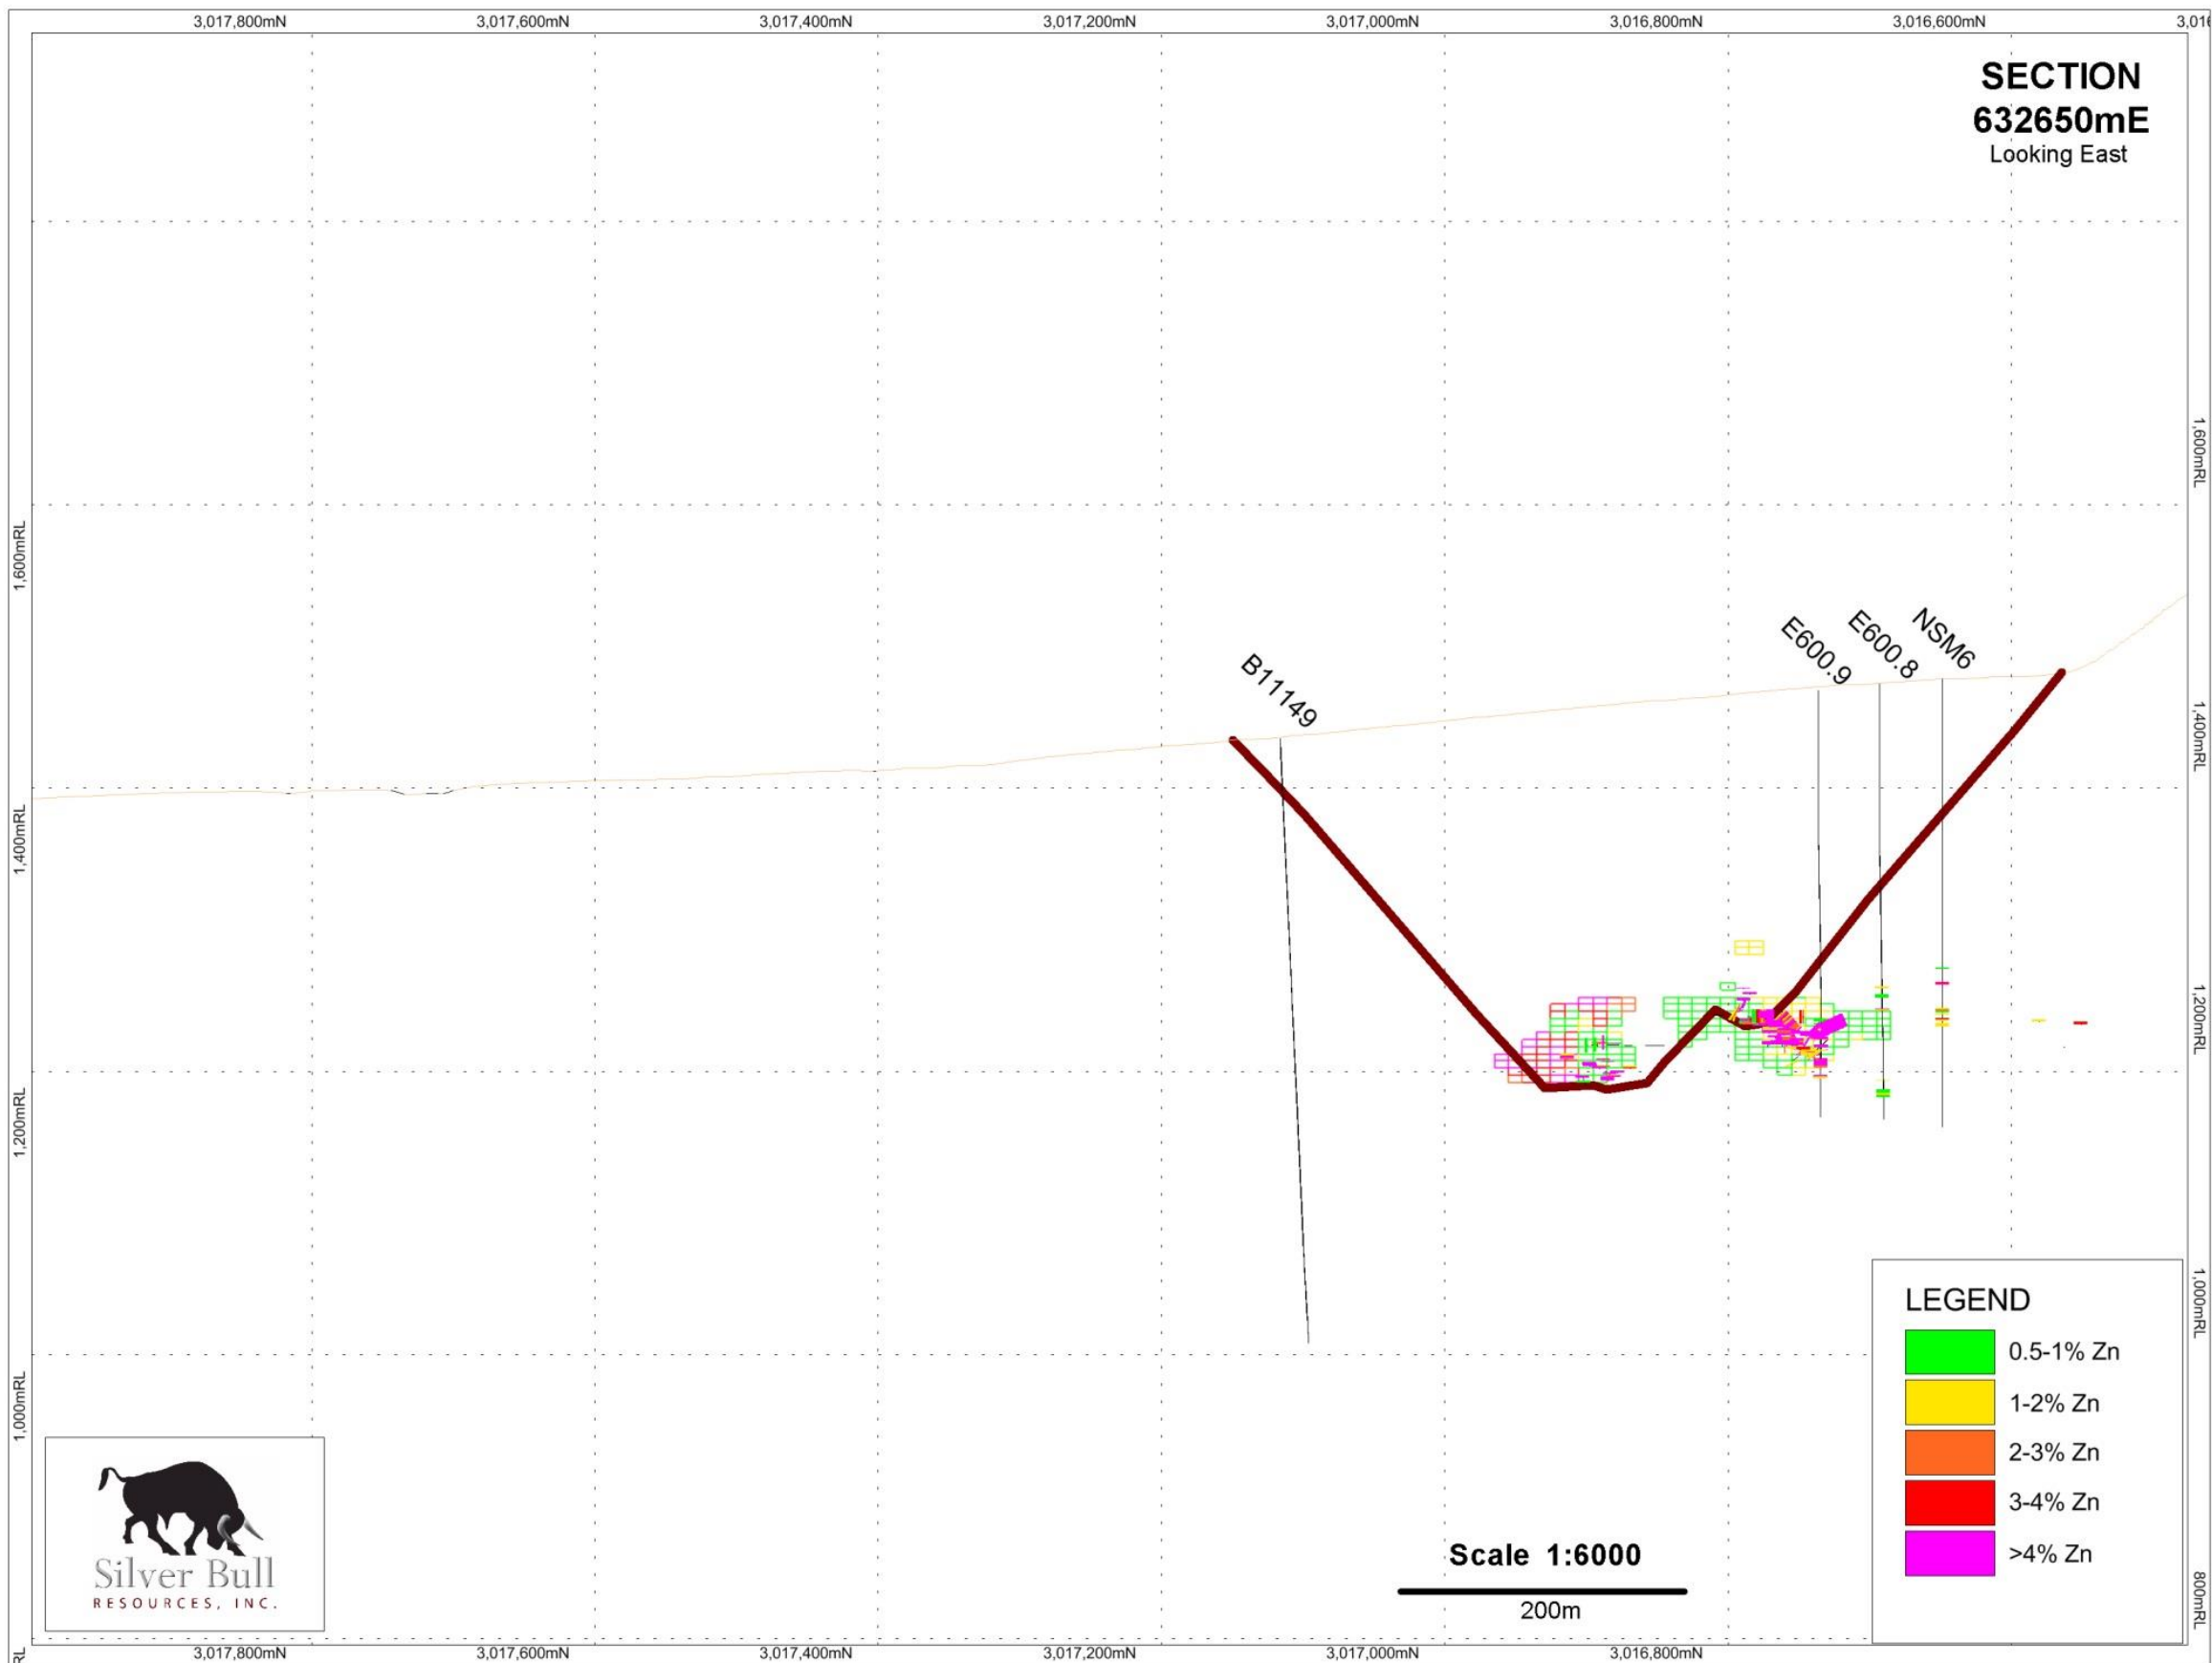 3,017,800mN 3,017,600mN 3,017,400mN 3,017,200mN 3,017,000mN 3,016,800mN 3,016,600mN 3,016
SECTION
632650mE
Looking East
1,600mRL
1,600mRL
1,400mRL
1,400mRL
1,200mRL
1,200mRL
1,000mRL
1,000mRL
800mRL
RL
B11149
E600.9
E600.8
NSM6
LEGEND
0.5-1% Zn
1-2% Zn
2-3% Zn
3-4% Zn
>4% Zn
Scale 1:6000
200m
Silver Bull
RESOURCES, INC.
3,017,800mN 3,017,600mN 3,017,400mN 3,017,200mN 3,017,000mN 3,016,800mN